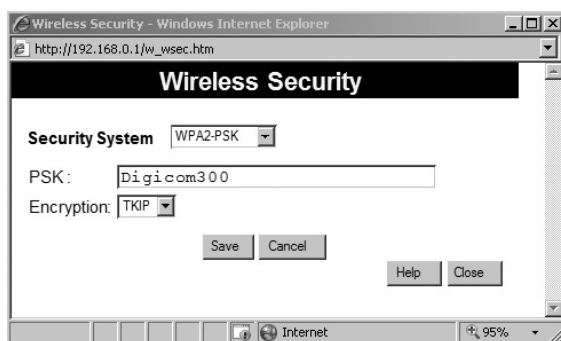 Wireless Security - Windows Internet Explorer
http://192.168.0.1/w_wsec.htm
Wireless Security
Security System WPA2-PSK
PSK: Digicom300
Encryption: TKIP
Save Cancel
Help Close
Internet 95%